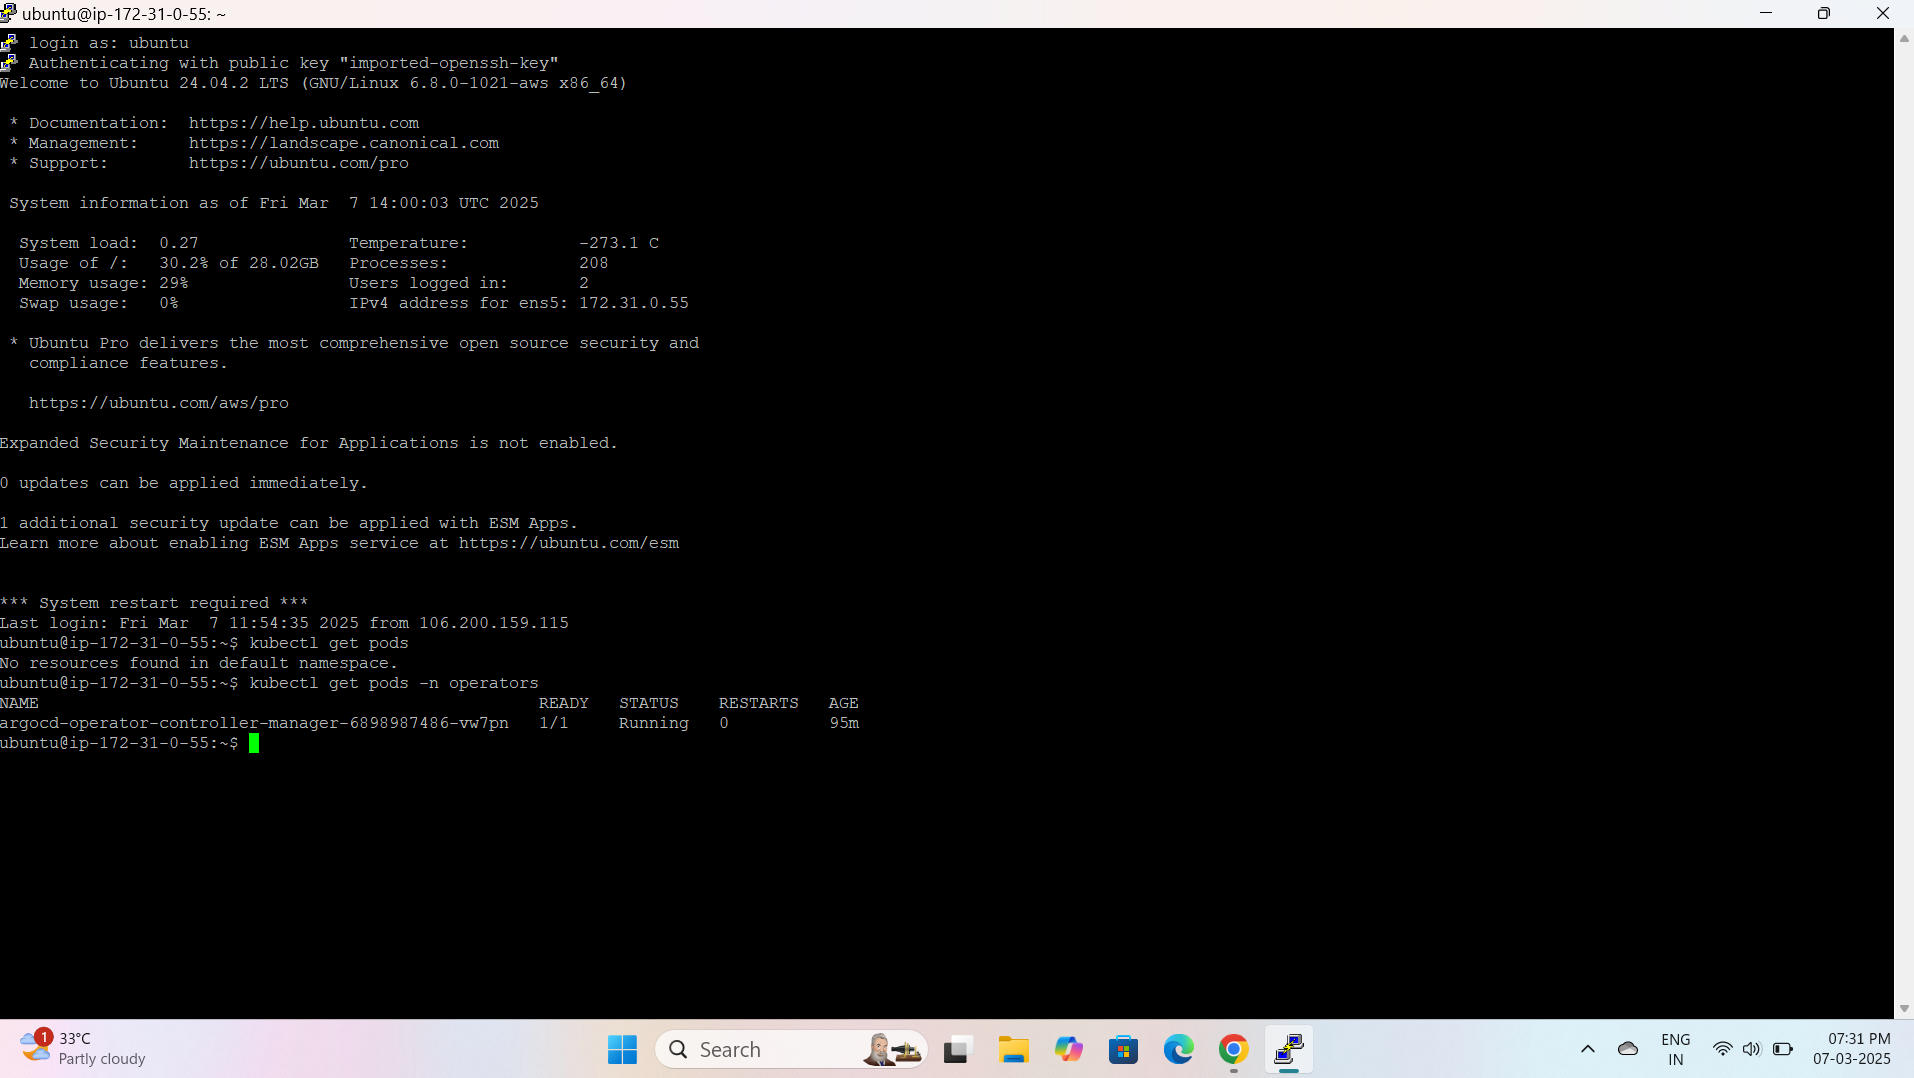 ubuntu@ip-172-31-0-55: ~
login as: ubuntu
Authenticating with public key "imported-openssh-key"
Welcome to Ubuntu 24.04.2 LTS (GNU/Linux 6.8.0-1021-aws x86_64)
* Documentation:  https://help.ubuntu.com
* Management:     https://landscape.canonical.com
* Support:        https://ubuntu.com/pro
System information as of Fri Mar  7 14:00:03 UTC 2025
System load:  0.27               Temperature:           -273.1 C
Usage of /:   30.2% of 28.02GB   Processes:             208
Memory usage: 29%                Users logged in:       2
Swap usage:   0%                 IPv4 address for ens5: 172.31.0.55
* Ubuntu Pro delivers the most comprehensive open source security and
compliance features.
https://ubuntu.com/aws/pro
Expanded Security Maintenance for Applications is not enabled.
0 updates can be applied immediately.
1 additional security update can be applied with ESM Apps.
Learn more about enabling ESM Apps service at https://ubuntu.com/esm
*** System restart required ***
Last login: Fri Mar  7 11:54:35 2025 from 106.200.159.115
ubuntu@ip-172-31-0-55:~$ kubectl get pods
No resources found in default namespace.
ubuntu@ip-172-31-0-55:~$ kubectl get pods -n operators
NAME                                                  READY   STATUS    RESTARTS   AGE
argocd-operator-controller-manager-6898987486-vw7pn   1/1     Running   0          95m
ubuntu@ip-172-31-0-55:~$
1
33°C
Partly cloudy
Search
ENG
IN
07:31 PM
07-03-2025